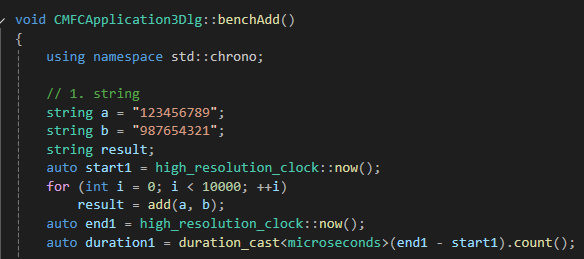 void CMFCApplication3Dlg::benchAdd()
{
using namespace std::chrono;
// 1. string
string a = "123456789";
string b = "987654321";
string result;
auto start1 = high_resolution_clock::now();
for (int i = 0; i < 10000; ++i)
result = add(a, b);
auto end1 = high_resolution_clock::now();
auto duration1 = duration_cast<microseconds>(end1 - start1).count();